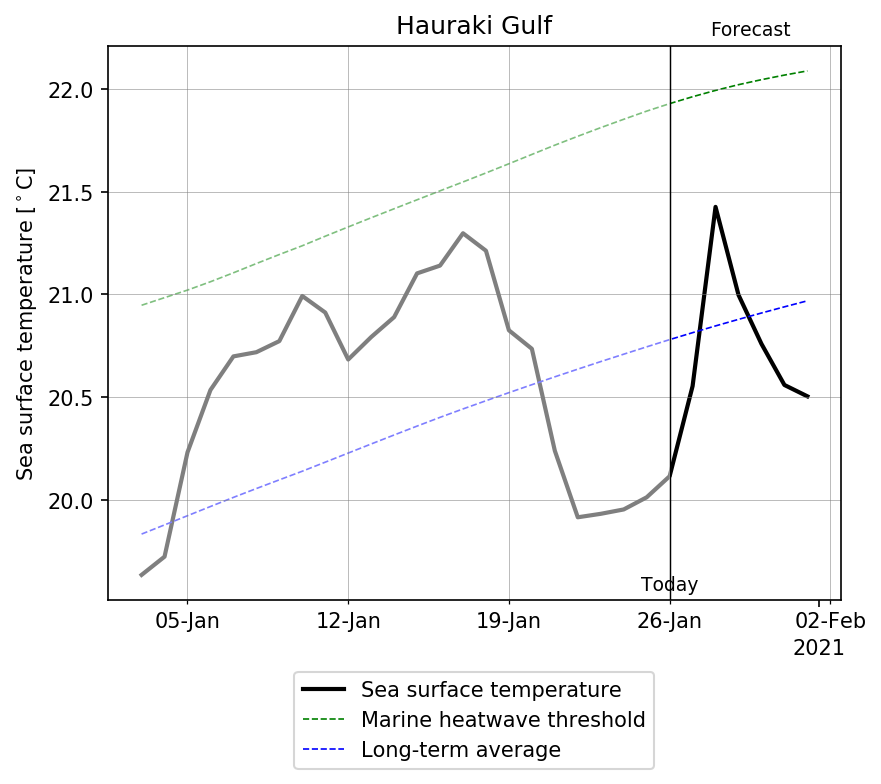 Hauraki Gulf
Forecast
Sea surface temperature [°C]
22.0
21.5
21.0
20.5
20.0
Today
05-Jan 12-Jan 19-Jan 26-Jan 02-Feb
2021
Sea surface temperature
Marine heatwave threshold
Long-term average